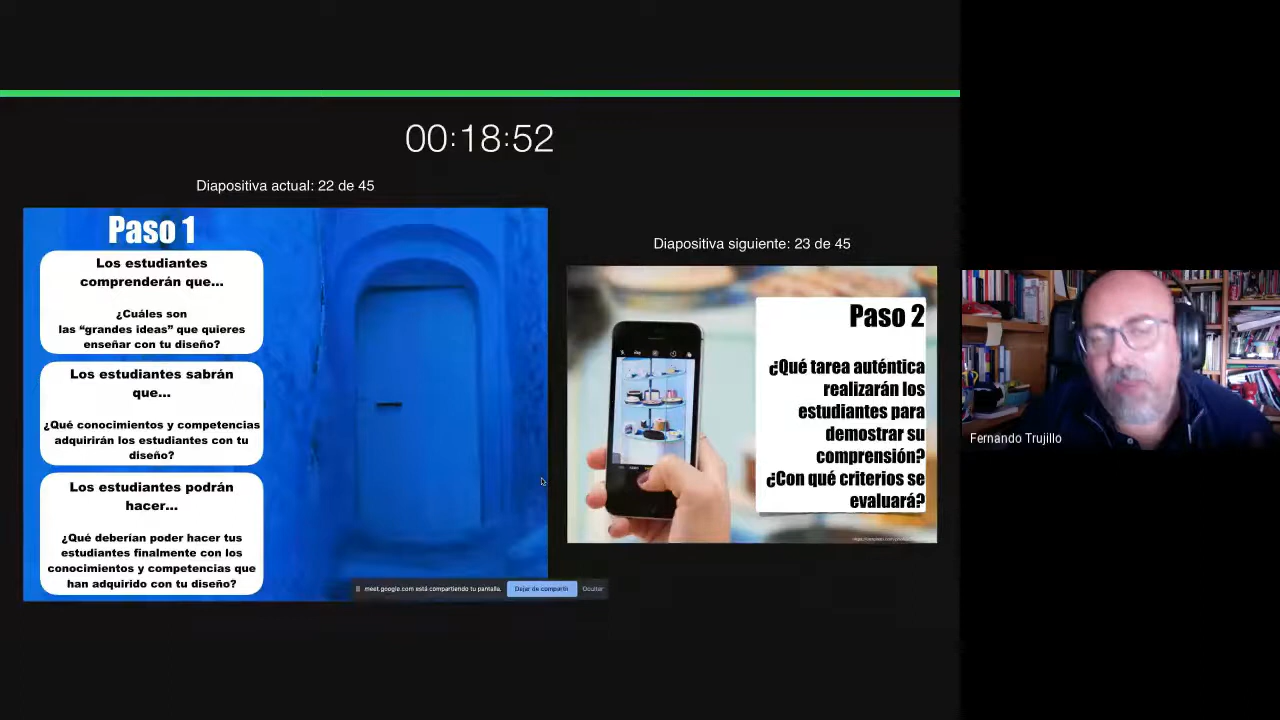 00:18:52
Diapositiva actual: 22 de 45
Paso 1
Los estudiantes
comprenderán que...
¿Cuáles son
las “grandes ideas” que quieres
enseñar con tu diseño?
Los estudiantes sabrán
que...
¿Qué conocimientos y competencias
adquirirán los estudiantes con tu
diseño?
Los estudiantes podrán
hacer...
¿Qué deberían poder hacer tus
estudiantes finalmente con los
conocimientos y competencias que
han adquirido con tu diseño?
meet.google.com está compartiendo tu pantalla.
Dejar de compartir
Ocultar
Diapositiva siguiente: 23 de 45
Paso 2
¿Qué tarea auténtica
realizarán los
estudiantes para
demostrar su
comprensión?
¿Con qué criterios se
evaluará?
Fernando Trujillo